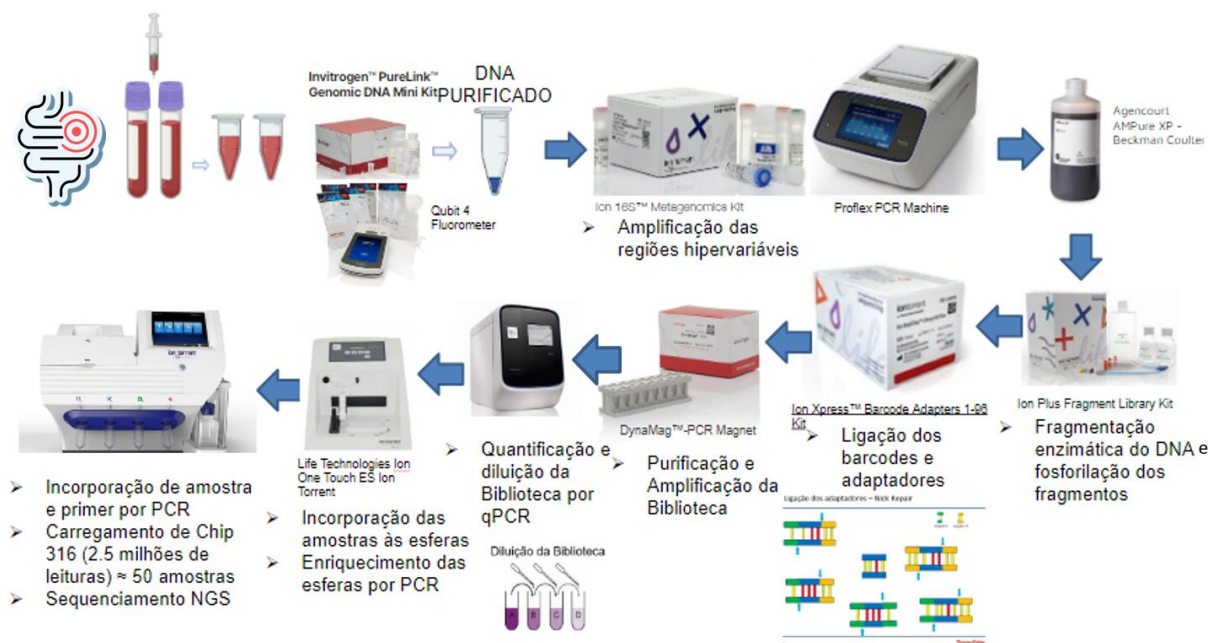 Invitrogen™ PureLink™
Genomic DNA Mini Kit
DNA
PURIFICADO
Qubit 4
Fluorometer
Ion 16S™ Metagenomica Kit
➢ Amplificação das
regiões hipervariáveis
Proflex PCR Machine
Agencourt
AMPure XP -
Beckman Coulter
Ion Plus Fragment Library Kit
➢ Fragmentação
enzimática do DNA e
fosforilação dos
fragmentos
Ion Xpress™ Barcode Adapters 1-96
Kit
➢ Ligação dos
barcodes e
adaptadores
Ligação dos adaptadores – Nick Repair
DynaMag™-PCR Magnet
➢ Purificação e
Amplificação da
Biblioteca
➢ Quantificação e
diluição da
Biblioteca por
qPCR
Diluição da Biblioteca
A B C D
Life Technologies Ion
One Touch ES Ion
Torrent
➢ Incorporação das
amostras às esferas
➢ Enriquecimento das
esferas por PCR
➢ Incorporação de amostra
e primer por PCR
➢ Carregamento de Chip
316 (2.5 milhões de
leituras) ≈ 50 amostras
➢ Sequenciamento NGS